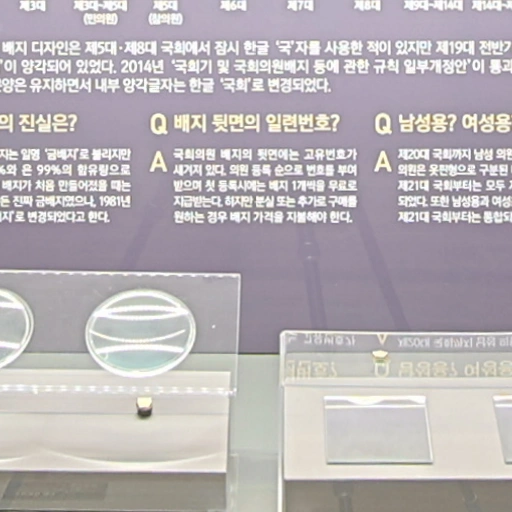 제3대 제3대-제5대 제5대 제6대 제7대 제8대 제9대-제14대 제14대-제
(민의원) (참의원)
배지 디자인은 제5대·제8대 국회에서 잠시 한글 '국'자를 사용한 적이 있지만 제19대 전반기
이 양각되어 있었다. 2014년 '국회기 및 국회의원배지 등에 관한 규칙 일부개정안'이 통과
모양은 유지하면서 내부 양각글자는 한글 '국회'로 변경되었다.
의 진실은?
지는 일명 '금배지'로 불리지만
%와 은 99%의 함유량으로
배지가 처음 만들어졌을 때는
든 진짜 금배지였으나, 1981년
지'로 변경되었다고 한다.
Q 배지 뒷면의 일련번호?
A 국회의원 배지의 뒷면에는 고유번호가
새겨져 있다. 의원 등록 순으로 번호를 부여
받으며 첫 등록시에는 배지 1개씩을 무료로
지급받는다. 하지만 분실 또는 추가로 구매를
원하는 경우 배지 가격을 지불해야 한다.
Q 남성용? 여성용
A 제20대 국회까지 남성 의원
의원은 옷핀형으로 구분된
제21대 국회부터는 모두
되었다. 또한 남성용과 여성
제21대 국회부터는 통합되